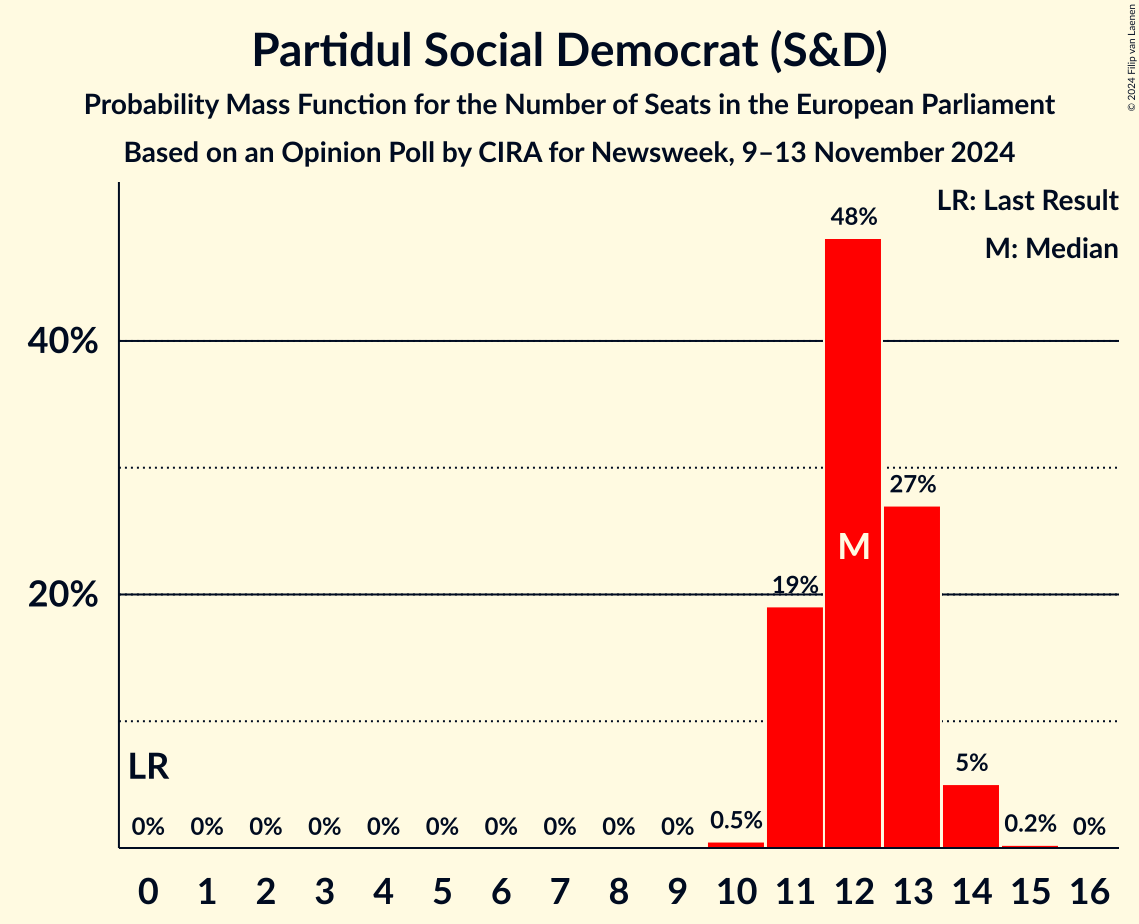 Partidul Social Democrat (S&D)
Probability Mass Function for the Number of Seats in the European Parliament
Based on an Opinion Poll by CIRA for Newsweek, 9–13 November 2024
© 2024 Filip van Laenen
LR: Last Result
M: Median
48%
40%
27%
M
19%
20%
LR
5%
0% 0% 0% 0% 0% 0% 0% 0% 0% 0% 0.5% 0.2% 0%
0 1 2 3 4 5 6 7 8 9 10 11 12 13 14 15 16